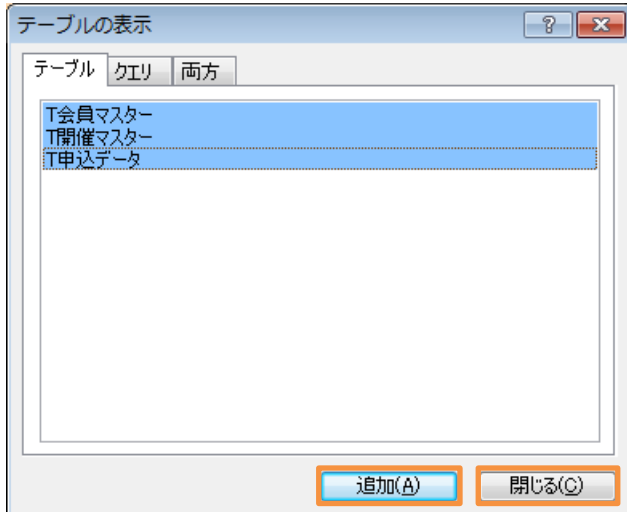 テーブルの表示
テーブル クエリ 両方
T会員マスター
T開催マスター
T申込データ
追加(A) 閉じる(C)